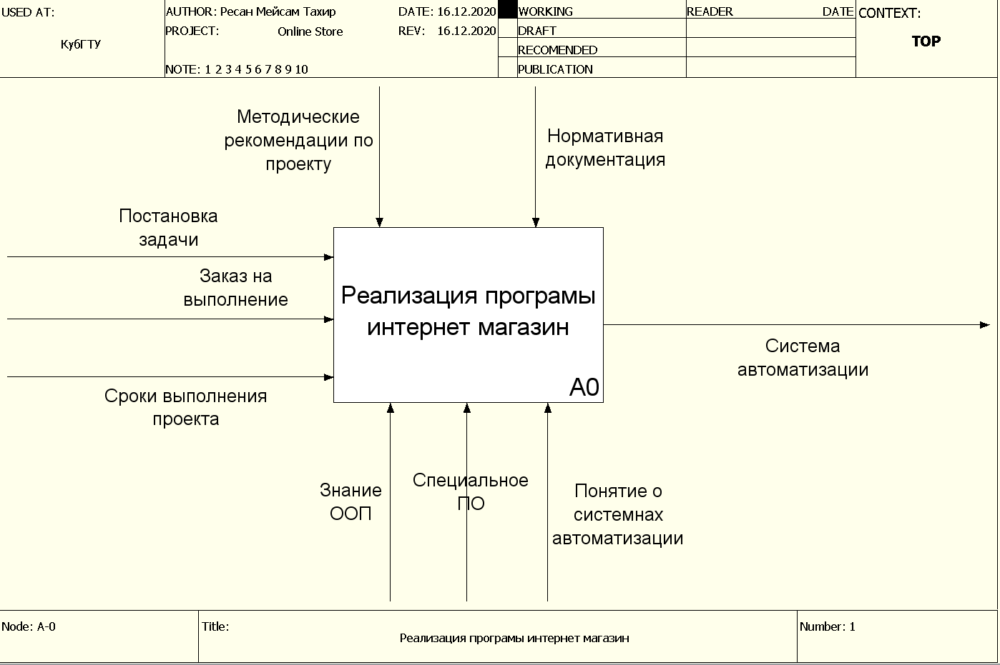 USED AT:
КубГТУ
AUTHOR: Ресан Мейсам Тахир
DATE: 16.12.2020
PROJECT: Online Store
REV: 16.12.2020
NOTE: 1 2 3 4 5 6 7 8 9 10
WORKING
DRAFT
RECOMENDED
PUBLICATION
READER
DATE
CONTEXT:
TOP
Методические
рекомендации по
проекту
Нормативная
документация
Постановка
задачи
Заказ на
выполнение
Сроки выполнения
проекта
Реализация програмы
интернет магазин
A0
Система
автоматизации
Знание
ООП
Специальное
ПО
Понятие о
системнах
автоматизации
Node: A-0
Title:
Реализация програмы интернет магазин
Number: 1